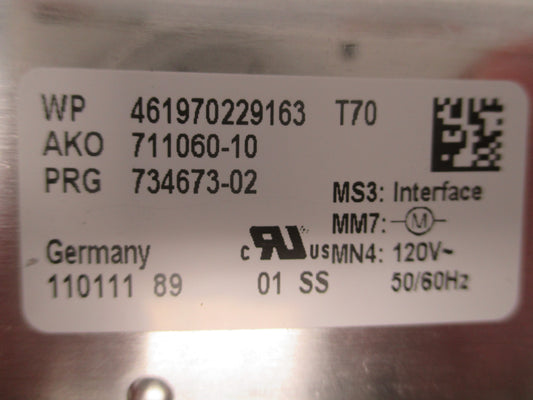 WP 461970229163 T70
AKO 711060-10
PRG 734673-02
MS3: Interface
MM7: M
Germany
c RU US MN4: 120V~
110111 89 01 SS 50/60Hz